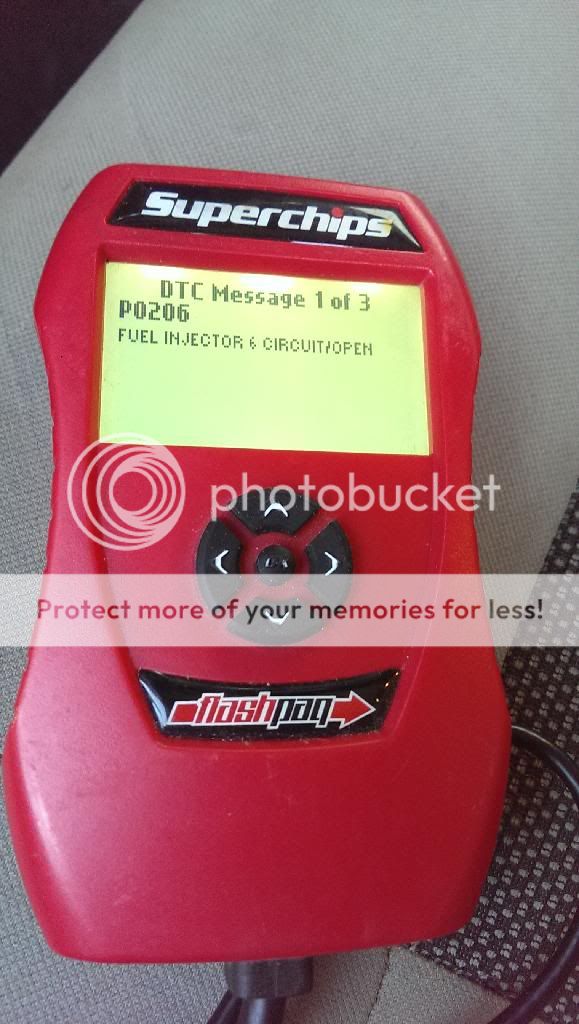 Superchips
DTC Message 1 of 3
P0206
FUEL INJECTOR 6 CIRCUIT/OPEN
photobucket
Protect more of your memories for less!
flashpaq